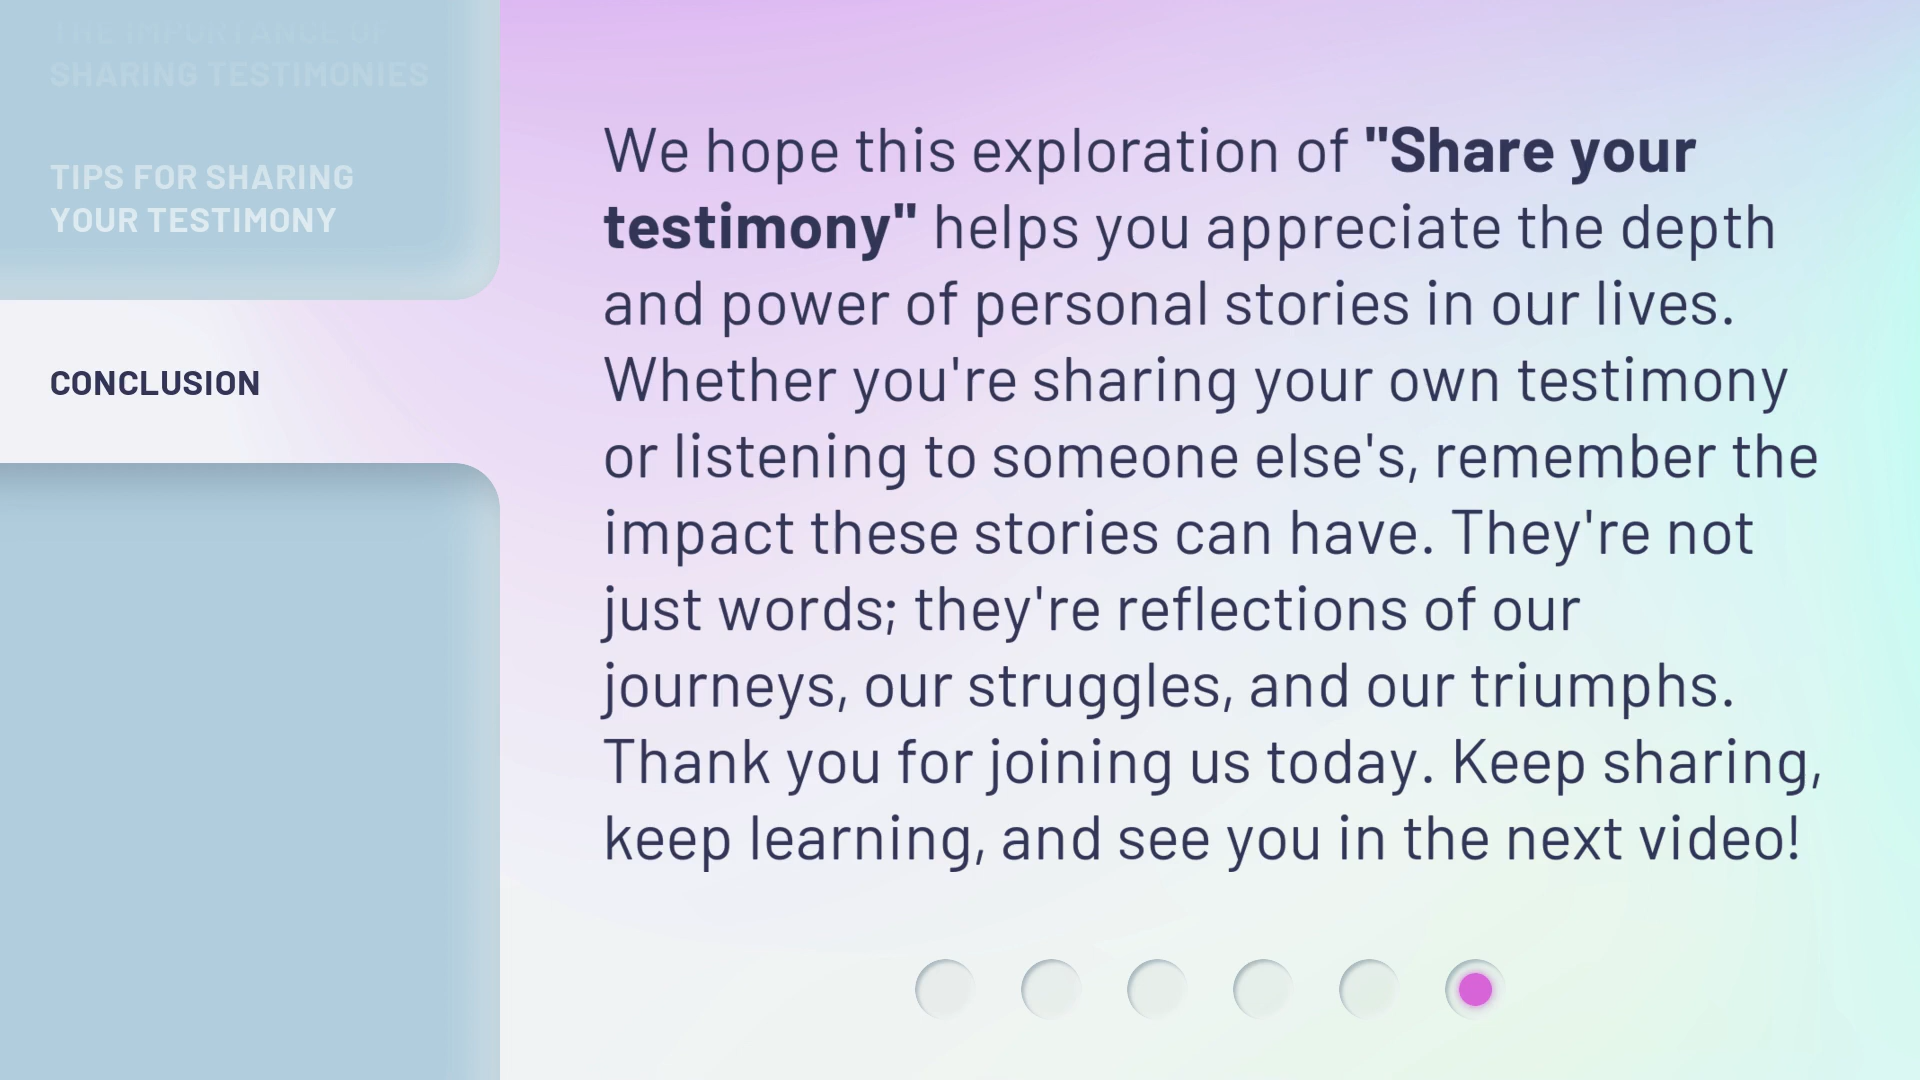 THE IMPORTANCE OF
SHARING TESTIMONIES
TIPS FOR SHARING
YOUR TESTIMONY
CONCLUSION
We hope this exploration of "Share your
testimony" helps you appreciate the depth
and power of personal stories in our lives.
Whether you're sharing your own testimony
or listening to someone else's, remember the
impact these stories can have. They're not
just words; they're reflections of our
journeys, our struggles, and our triumphs.
Thank you for joining us today. Keep sharing,
keep learning, and see you in the next video!